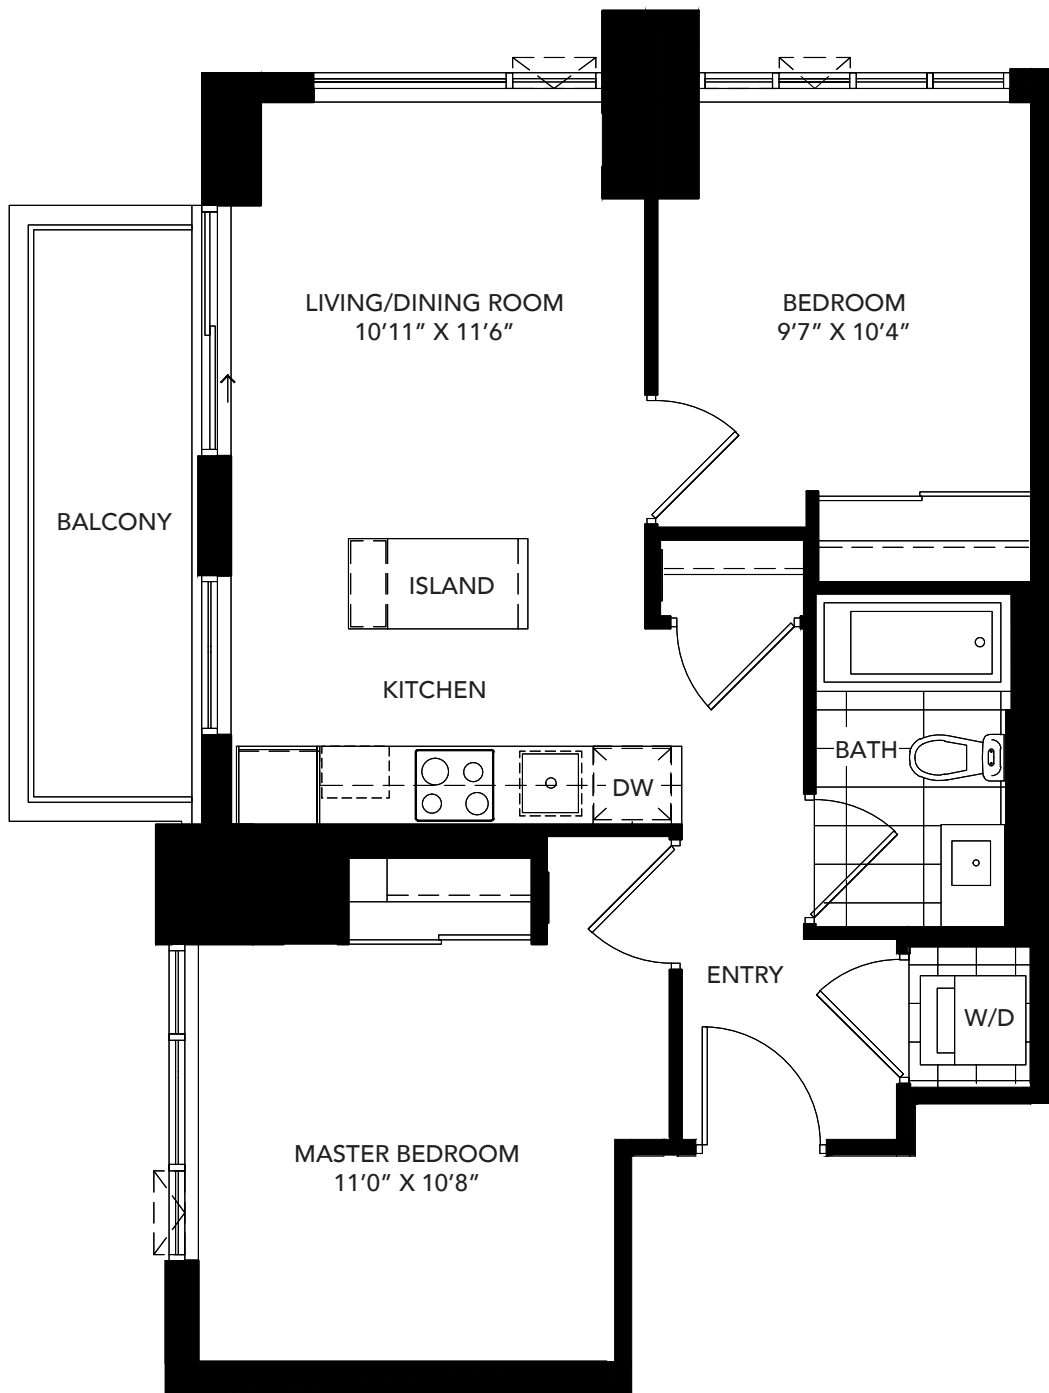 LIVING/DINING ROOM
10'11" X 11'6"
BEDROOM
9'7" X 10'4"
BALCONY
ISLAND
KITCHEN
BATH
DW
ENTRY
W/D
MASTER BEDROOM
11'0" X 10'8"